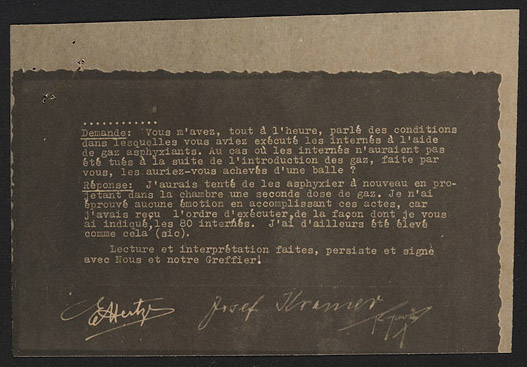 ............
Demande: Vous m'avez, tout à l'heure, parlé des conditions
dans lesquelles vous aviez exécuté les internés à l'aide
de gaz asphyxiants. Au cas où les internés n'auraient pas
été tués à la suite de l'introduction des gaz, faite par
vous, les auriez-vous achevés d'une balle ?
Réponse: J'aurais tenté de les asphyxier à nouveau en pro-
jetant dans la chambre une seconde dose de gaz. Je n'ai
éprouvé aucune émotion en accomplissant ces actes, car
j'avais reçu l'ordre d'exécuter, de la façon dont je vous
ai indiqué, les 80 internés. J'ai d'ailleurs été élevé
comme cela (sic).
Lecture et interprétation faites, persiste et signe
avec Nous et notre Greffier.
Hertz Josef Kramer